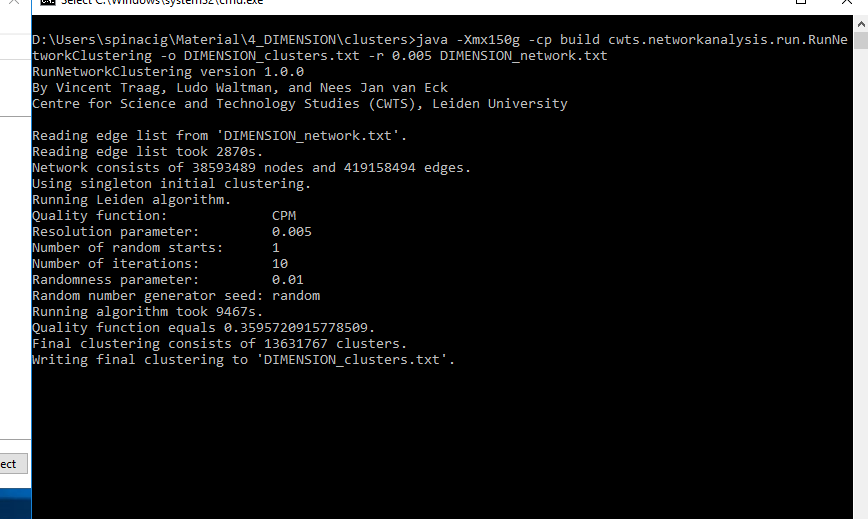 Select C:\Windows\system32\cmd.exe
D:\Users\spinacig\Material\4_DIMENSION\clusters>java -Xmx150g -cp build cwts.networkanalysis.run.RunNe
tworkClustering -o DIMENSION_clusters.txt -r 0.005 DIMENSION_network.txt
RunNetworkClustering version 1.0.0
By Vincent Traag, Ludo Waltman, and Nees Jan van Eck
Centre for Science and Technology Studies (CWTS), Leiden University
Reading edge list from 'DIMENSION_network.txt'.
Reading edge list took 2870s.
Network consists of 38593489 nodes and 419158494 edges.
Using singleton initial clustering.
Running Leiden algorithm.
Quality function: CPM
Resolution parameter: 0.005
Number of random starts: 1
Number of iterations: 10
Randomness parameter: 0.01
Random number generator seed: random
Running algorithm took 9467s.
Quality function equals 0.3595720915778509.
Final clustering consists of 13631767 clusters.
Writing final clustering to 'DIMENSION_clusters.txt'.
ect